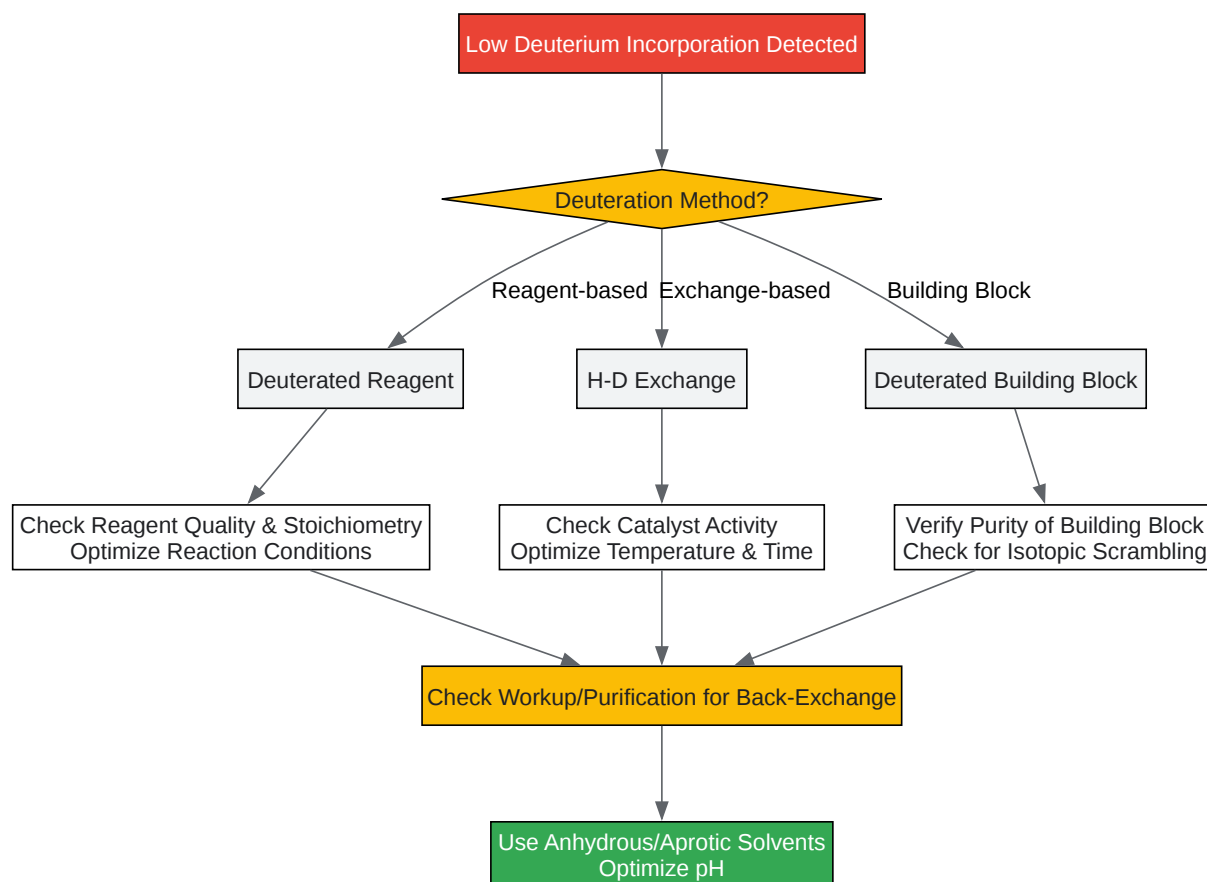 Low Deuterium Incorporation Detected
Deuteration Method?
Reagent-based
Exchange-based
Building Block
Deuterated Reagent
H-D Exchange
Deuterated Building Block
Check Reagent Quality & Stoichiometry
Optimize Reaction Conditions
Check Catalyst Activity
Optimize Temperature & Time
Verify Purity of Building Block
Check for Isotopic Scrambling
Check Workup/Purification for Back-Exchange
Use Anhydrous/Aprotic Solvents
Optimize pH